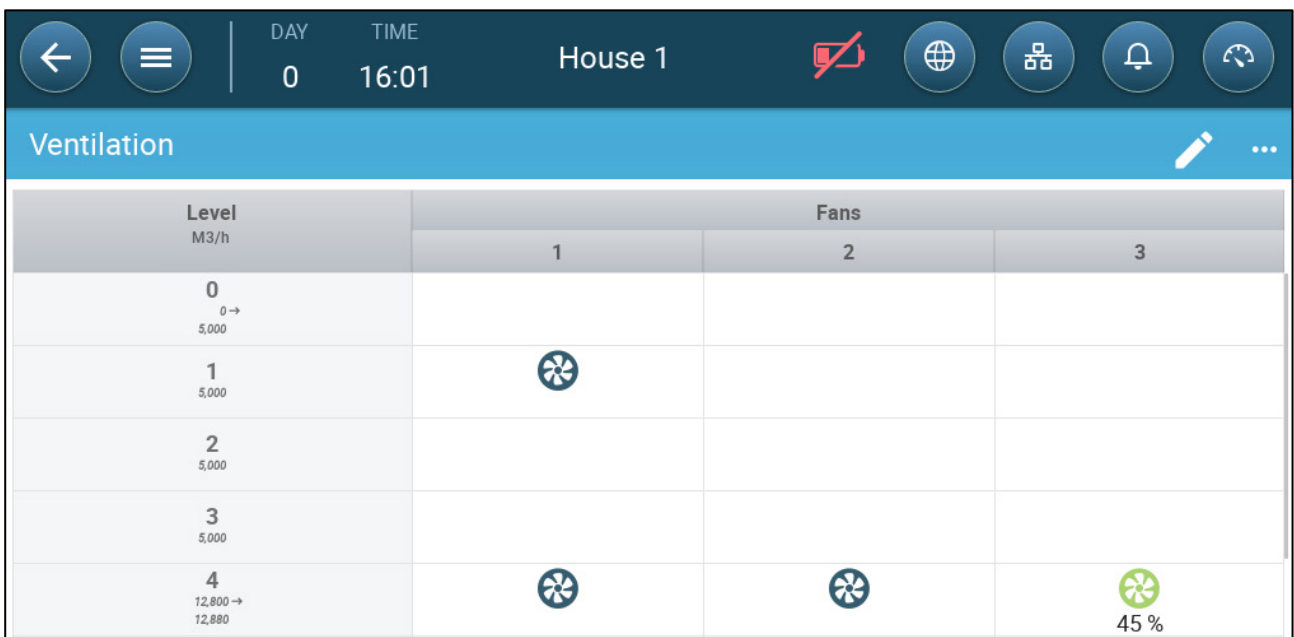 DAY TIME
0 16:01 House 1
Ventilation
Level Fans
M3/h
1 2 3
0
0→
5,000
1
5,000
2
5,000
3
5,000
4
12,800→
12,880
45 %